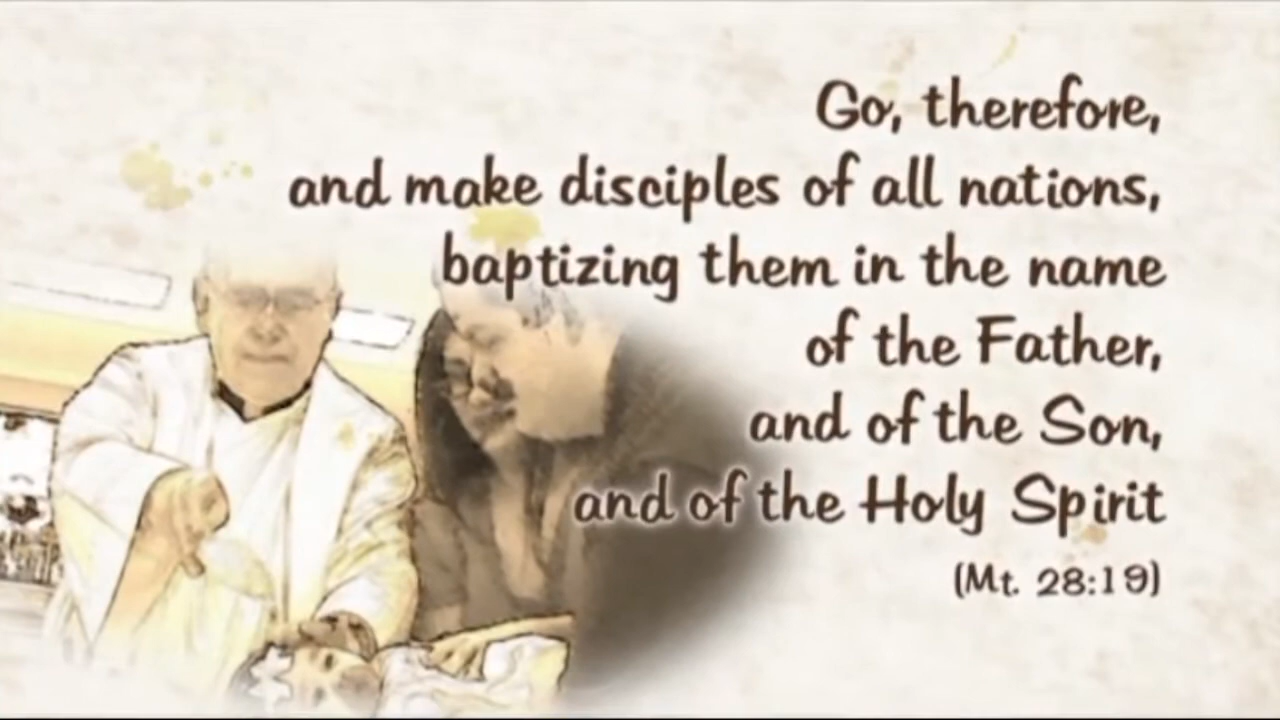 Go, therefore,
and make disciples of all nations,
baptizing them in the name
of the Father,
and of the Son,
and of the Holy Spirit
(Mt. 28:19)